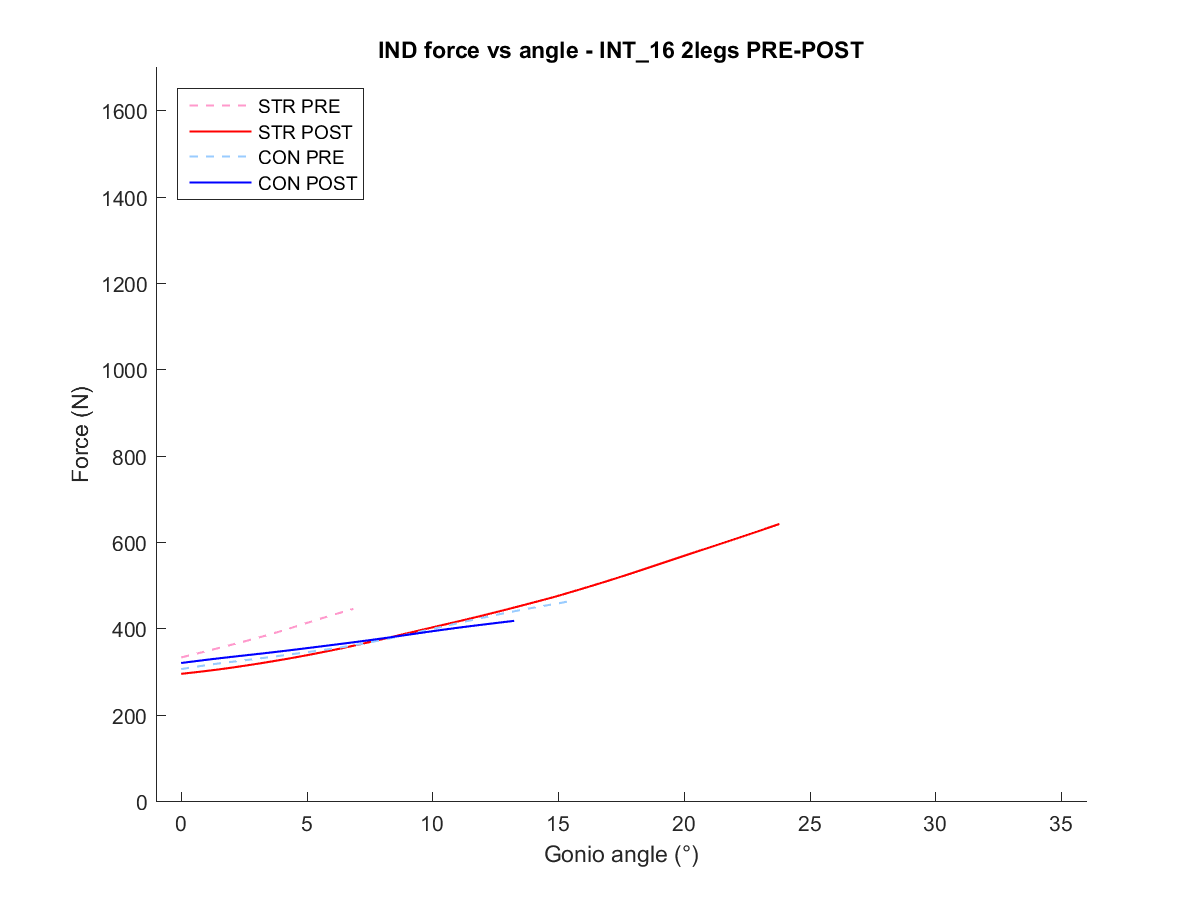 IND force vs angle - INT_16 2legs PRE-POST
STR PRE
STR POST
CON PRE
CON POST
1600
1400
1200
1000
800
600
400
200
0
Force (N)
0 5 10 15 20 25 30 35
Gonio angle (°)